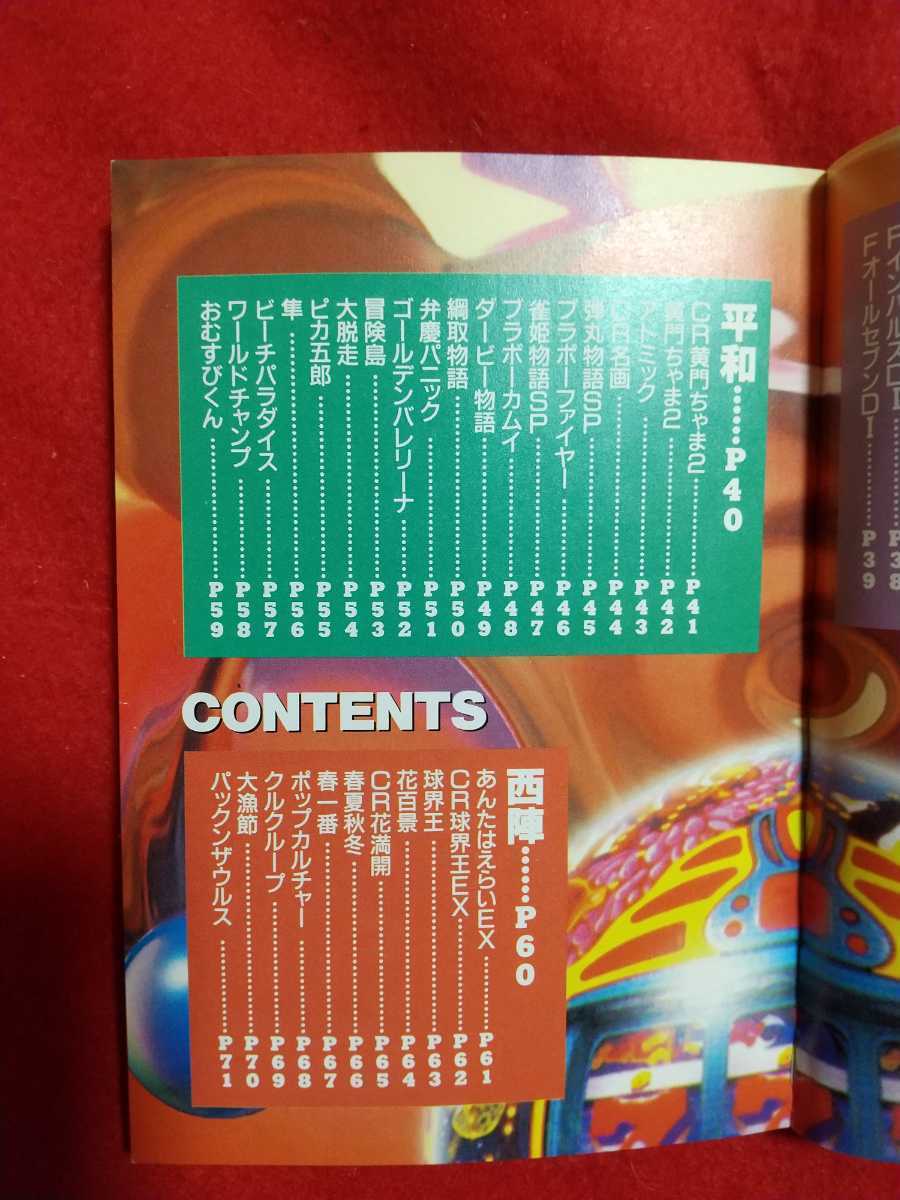 FインパルスDI…………P38
FオールセブンDI…………P39
平和……P40
CR黄門ちゃま2…………P41
黄門ちゃま2…………P42
アトミック…………P43
CR名画…………P44
弾丸物語SP…………P45
ブラボーファイヤー…………P46
雀姫物語SP…………P47
ブラボーカムイ…………P48
ダービー物語…………P49
綱取物語…………P50
弁慶パニック…………P51
ゴールデンバレリーナ…………P52
冒険島…………P53
大脱走…………P54
ピカ五郎…………P55
隼…………P56
ビーチパラダイス…………P57
ワールドチャンプ…………P58
おむすびくん…………P59
CONTENTS
西陣……P60
あんたはえらいEX…………P61
CR球界王EX…………P62
球界王…………P63
花百景…………P64
CR花満開…………P65
春夏秋冬…………P66
春一番…………P67
ポップカルチャー…………P68
クルクループ…………P69
大漁節…………P70
パックンザウルス…………P71